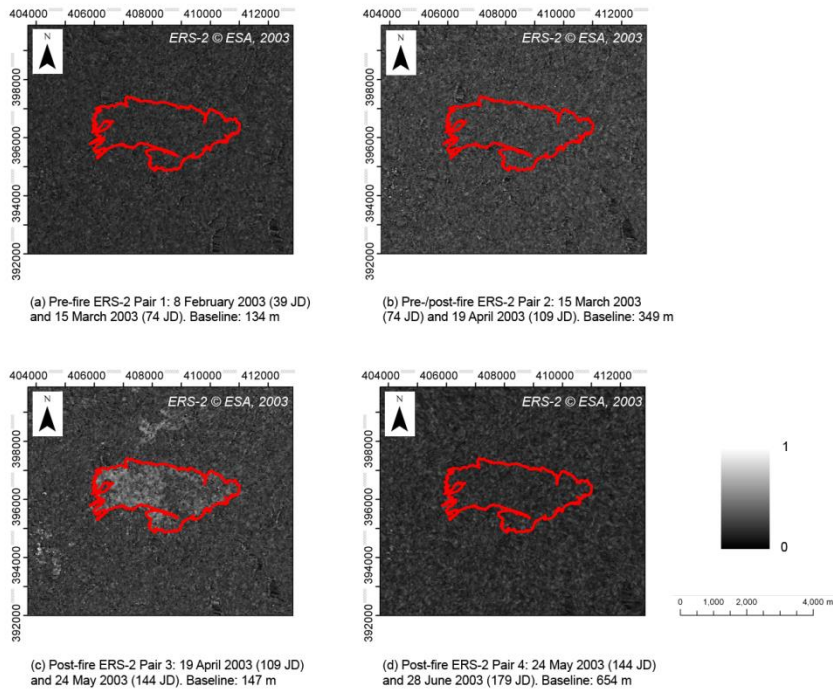 404000 406000 408000 410000 412000
N
ERS-2 © ESA, 2003
398000
396000
394000
392000
(a) Pre-fire ERS-2 Pair 1: 8 February 2003 (39 JD)
and 15 March 2003 (74 JD). Baseline: 134 m
404000 406000 408000 410000 412000
N
ERS-2 © ESA, 2003
398000
396000
394000
392000
(b) Pre-/post-fire ERS-2 Pair 2: 15 March 2003
(74 JD) and 19 April 2003 (109 JD). Baseline: 349 m
404000 406000 408000 410000 412000
N
ERS-2 © ESA, 2003
398000
396000
394000
392000
(c) Post-fire ERS-2 Pair 3: 19 April 2003 (109 JD)
and 24 May 2003 (144 JD). Baseline: 147 m
404000 406000 408000 410000 412000
N
ERS-2 © ESA, 2003
398000
396000
394000
392000
(d) Post-fire ERS-2 Pair 4: 24 May 2003 (144 JD)
and 28 June 2003 (179 JD). Baseline: 654 m
1
0
0 1,000 2,000 4,000 m